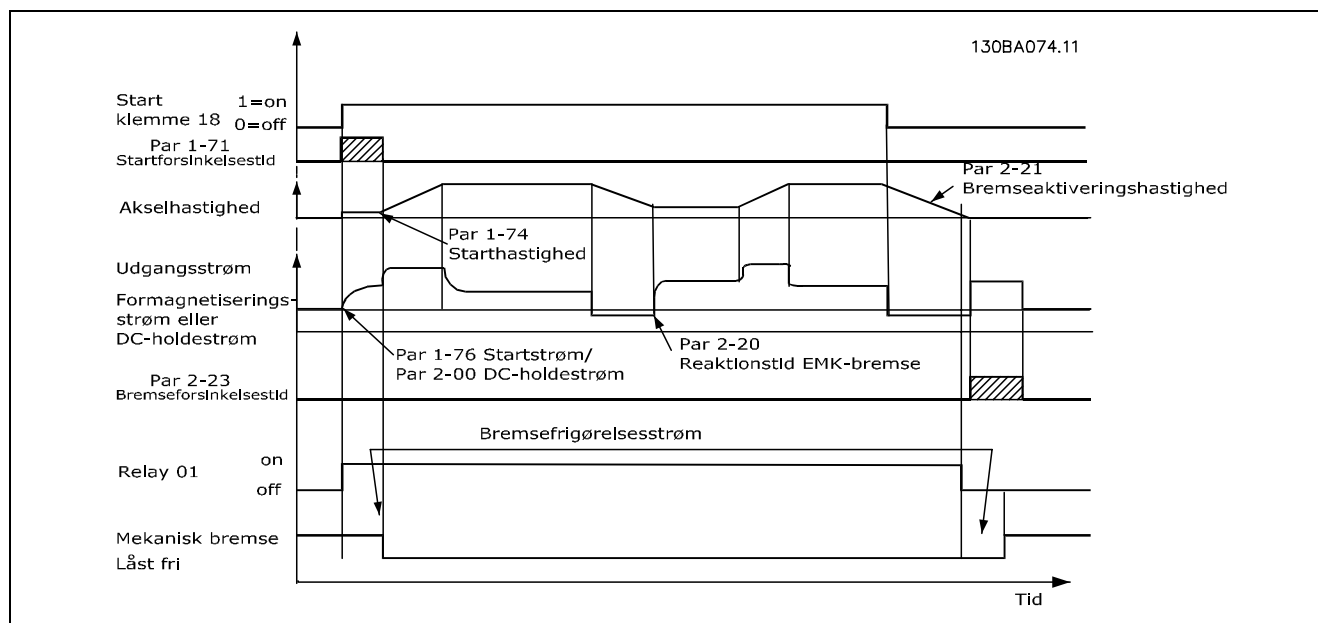 130BA074.11
Start 1=on
klemme 18 0=off
Par 1-71
Startforsinkelsestid
Par 2-21
Bremseaktiveringshastighed
Akselhastighed
Par 1-74
Starthastighed
Udgangsstrøm
Formagnetiserings-
strøm eller
DC-holdestrøm
Par 1-76 Startstrøm/
Par 2-00 DC-holdestrøm
Par 2-20
Reaktionstid EMK-bremse
Par 2-23
Bremseforsinkelsestid
Bremsefrigørelsesstrøm
Relay 01 on
off
Mekanisk bremse
Låst fri
Tid